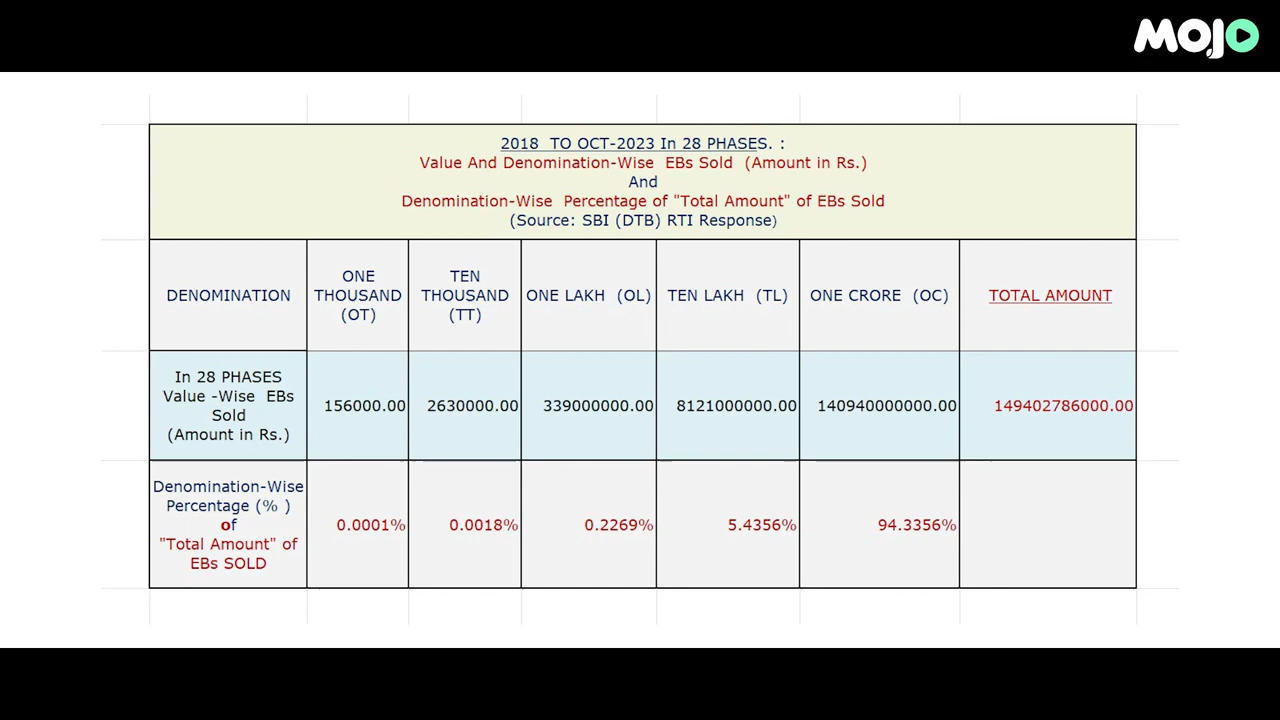 MOJO
2018 TO OCT-2023 In 28 PHASES. :
Value And Denomination-Wise EBs Sold (Amount in Rs.)
And
Denomination-Wise Percentage of "Total Amount" of EBs Sold
(Source: SBI (DTB) RTI Response)
DENOMINATION
ONE
THOUSAND
(OT)
TEN
THOUSAND
(TT)
ONE LAKH (OL)
TEN LAKH (TL)
ONE CRORE (OC)
TOTAL AMOUNT
In 28 PHASES
Value -Wise EBs
Sold
(Amount in Rs.)
156000.00
2630000.00
339000000.00
8121000000.00
140940000000.00
149402786000.00
Denomination-Wise
Percentage (% )
of
"Total Amount" of
EBs SOLD
0.0001%
0.0018%
0.2269%
5.4356%
94.3356%